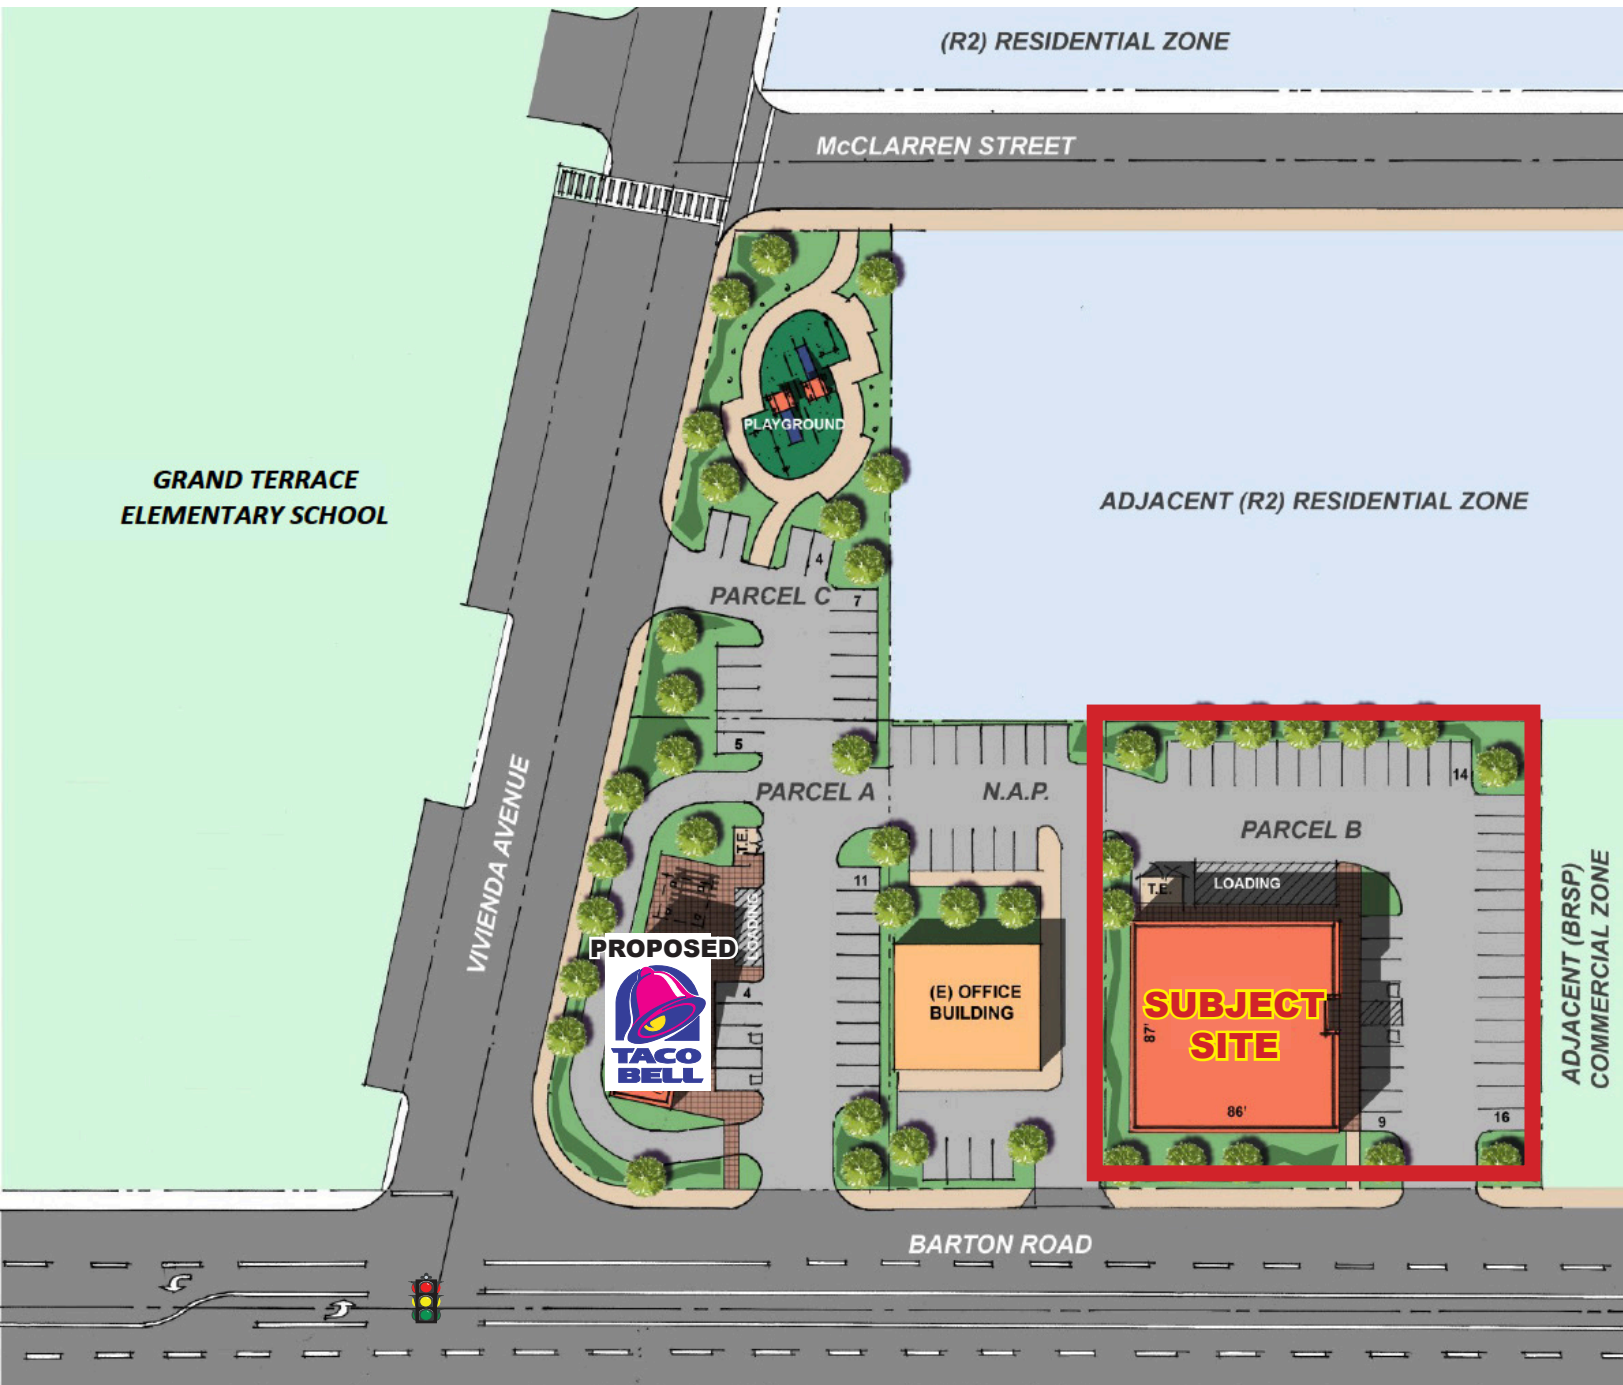 (R2) RESIDENTIAL ZONE
McCLARREN STREET
PLAYGROUND
GRAND TERRACE
ELEMENTARY SCHOOL
ADJACENT (R2) RESIDENTIAL ZONE
4
PARCEL C
7
5
VIVIENDA AVENUE
PARCEL A
N.A.P.
14
PARCEL B
T.E.
11
LOADING
T.E.
LOADING
PROPOSED
TACO
BELL
4
(E) OFFICE
BUILDING
SUBJECT
SITE
87'
86'
9
16
ADJACENT (BRSP)
COMMERCIAL ZONE
BARTON ROAD